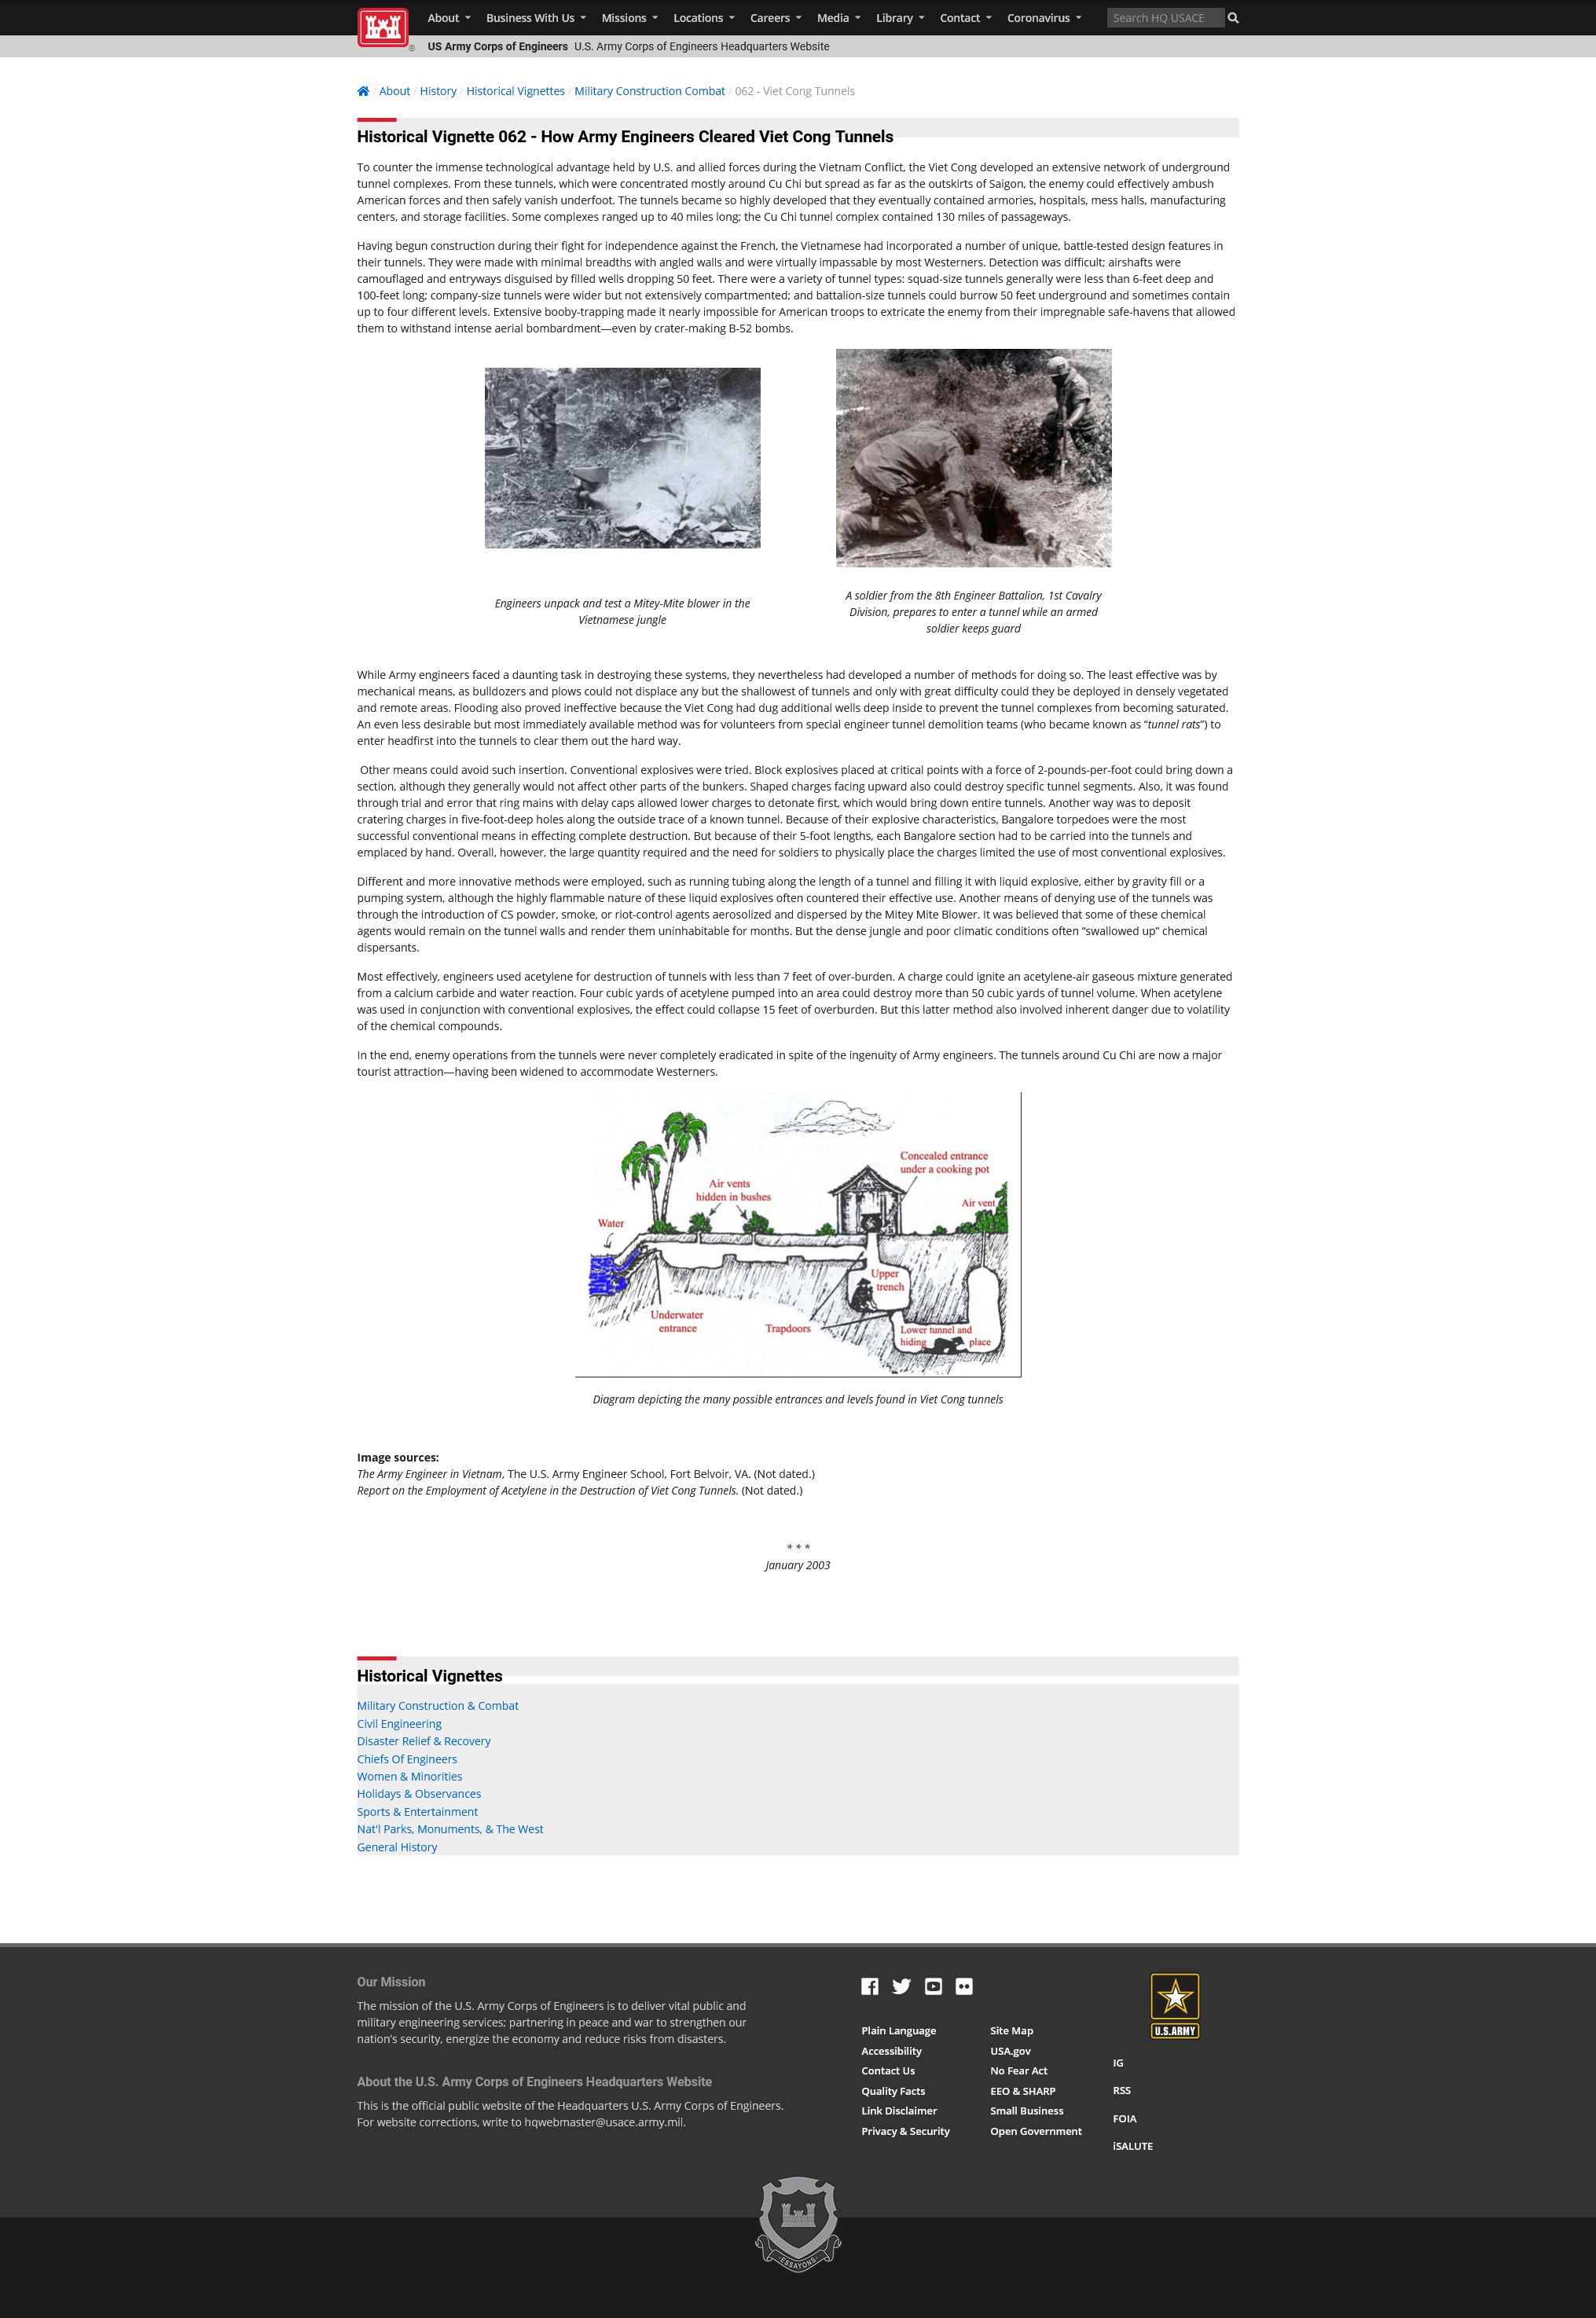 About Business With Us Missions Locations Careers Media Library Contact Coronavirus Search HQ USACE
®
US Army Corps of Engineers U.S. Army Corps of Engineers Headquarters Website
/ About / History / Historical Vignettes / Military Construction Combat / 062 - Viet Cong Tunnels
Historical Vignette 062 - How Army Engineers Cleared Viet Cong Tunnels
To counter the immense technological advantage held by U.S. and allied forces during the Vietnam Conflict, the Viet Cong developed an extensive network of underground
tunnel complexes. From these tunnels, which were concentrated mostly around Cu Chi but spread as far as the outskirts of Saigon, the enemy could effectively ambush
American forces and then safely vanish underfoot. The tunnels became so highly developed that they eventually contained armories, hospitals, mess halls, manufacturing
centers, and storage facilities. Some complexes ranged up to 40 miles long; the Cu Chi tunnel complex contained 130 miles of passageways.
Having begun construction during their fight for independence against the French, the Vietnamese had incorporated a number of unique, battle-tested design features in
their tunnels. They were made with minimal breadths with angled walls and were virtually impassable by most Westerners. Detection was difficult; airshafts were
camouflaged and entryways disguised by filled wells dropping 50 feet. There were a variety of tunnel types: squad-size tunnels generally were less than 6-feet deep and
100-feet long; company-size tunnels were wider but not extensively compartmented; and battalion-size tunnels could burrow 50 feet underground and sometimes contain
up to four different levels. Extensive booby-trapping made it nearly impossible for American troops to extricate the enemy from their impregnable safe-havens that allowed
them to withstand intense aerial bombardment—even by crater-making B-52 bombs.
Engineers unpack and test a Mitey-Mite blower in the
Vietnamese jungle
A soldier from the 8th Engineer Battalion, 1st Cavalry
Division, prepares to enter a tunnel while an armed
soldier keeps guard
While Army engineers faced a daunting task in destroying these systems, they nevertheless had developed a number of methods for doing so. The least effective was by
mechanical means, as bulldozers and plows could not displace any but the shallowest of tunnels and only with great difficulty could they be deployed in densely vegetated
and remote areas. Flooding also proved ineffective because the Viet Cong had dug additional wells deep inside to prevent the tunnel complexes from becoming saturated.
An even less desirable but most immediately available method was for volunteers from special engineer tunnel demolition teams (who became known as “tunnel rats”) to
enter headfirst into the tunnels to clear them out the hard way.
Other means could avoid such insertion. Conventional explosives were tried. Block explosives placed at critical points with a force of 2-pounds-per-foot could bring down a
section, although they generally would not affect other parts of the bunkers. Shaped charges facing upward also could destroy specific tunnel segments. Also, it was found
through trial and error that ring mains with delay caps allowed lower charges to detonate first, which would bring down entire tunnels. Another way was to deposit
cratering charges in five-foot-deep holes along the outside trace of a known tunnel. Because of their explosive characteristics, Bangalore torpedoes were the most
successful conventional means in effecting complete destruction. But because of their 5-foot lengths, each Bangalore section had to be carried into the tunnels and
emplaced by hand. Overall, however, the large quantity required and the need for soldiers to physically place the charges limited the use of most conventional explosives.
Different and more innovative methods were employed, such as running tubing along the length of a tunnel and filling it with liquid explosive, either by gravity fill or a
pumping system, although the highly flammable nature of these liquid explosives often countered their effective use. Another means of denying use of the tunnels was
through the introduction of CS powder, smoke, or riot-control agents aerosolized and dispersed by the Mitey Mite Blower. It was believed that some of these chemical
agents would remain on the tunnel walls and render them uninhabitable for months. But the dense jungle and poor climatic conditions often “swallowed up” chemical
dispersants.
Most effectively, engineers used acetylene for destruction of tunnels with less than 7 feet of over-burden. A charge could ignite an acetylene-air gaseous mixture generated
from a calcium carbide and water reaction. Four cubic yards of acetylene pumped into an area could destroy more than 50 cubic yards of tunnel volume. When acetylene
was used in conjunction with conventional explosives, the effect could collapse 15 feet of overburden. But this latter method also involved inherent danger due to volatility
of the chemical compounds.
In the end, enemy operations from the tunnels were never completely eradicated in spite of the ingenuity of Army engineers. The tunnels around Cu Chi are now a major
tourist attraction—having been widened to accommodate Westerners.
Concealed entrance
under a cooking pot
Air vents
hidden in bushes
Air vent
Water
Upper
trench
Underwater
entrance
Trapdoors
Lower tunnel and
hiding place
Diagram depicting the many possible entrances and levels found in Viet Cong tunnels
Image sources:
The Army Engineer in Vietnam, The U.S. Army Engineer School, Fort Belvoir, VA. (Not dated.)
Report on the Employment of Acetylene in the Destruction of Viet Cong Tunnels. (Not dated.)
* * *
January 2003
Historical Vignettes
Military Construction & Combat
Civil Engineering
Disaster Relief & Recovery
Chiefs Of Engineers
Women & Minorities
Holidays & Observances
Sports & Entertainment
Nat'l Parks, Monuments, & The West
General History
Our Mission
The mission of the U.S. Army Corps of Engineers is to deliver vital public and
military engineering services; partnering in peace and war to strengthen our
nation’s security, energize the economy and reduce risks from disasters.
About the U.S. Army Corps of Engineers Headquarters Website
This is the official public website of the Headquarters U.S. Army Corps of Engineers.
For website corrections, write to hqwebmaster@usace.army.mil.
Plain Language
Accessibility
Contact Us
Quality Facts
Link Disclaimer
Privacy & Security
Site Map
USA.gov
No Fear Act
EEO & SHARP
Small Business
Open Government
U.S.ARMY
IG
RSS
FOIA
iSALUTE
ESSAYONS